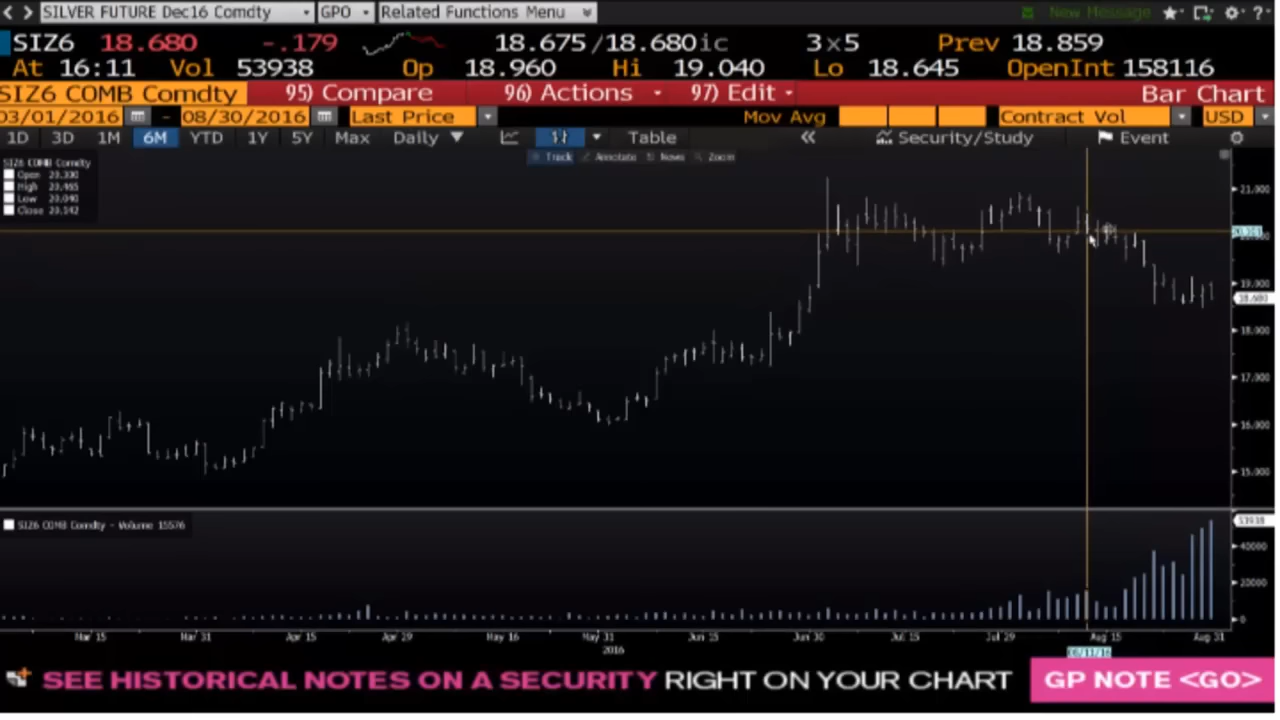 SILVER FUTURE Dec16 Comdty GPO Related Functions Menu New Message
SIZ6 18.680 -.179 18.675/18.680ic 3x5 Prev 18.859
At 16:11 Vol 53938 Op 18.960 Hi 19.040 Lo 18.645 OpenInt 158116
SIZ6 COMB Comdty 95) Compare 96) Actions 97) Edit Bar Chart
03/01/2016 - 08/30/2016 Last Price Mov Avg Contract Vol USD
1D 3D 1M 6M YTD 1Y 5Y Max Daily Table « Security/Study Event
Track Annotate News Zoom
SIZ6 COMB Comdty
Open
High
Low
Close
21.000
19.000
18.680
18.000
17.000
16.000
15.000
SIZ6 COMB Comdty - Volume 15576
53938
40000
20000
0
Mar 15 Mar 31 Apr 15 Apr 29 May 16 May 31 Jun 15 Jun 30 Jul 15 Jul 29 Aug 15 Aug 31
2016 08/11/16
SEE HISTORICAL NOTES ON A SECURITY RIGHT ON YOUR CHART GP NOTE <GO>